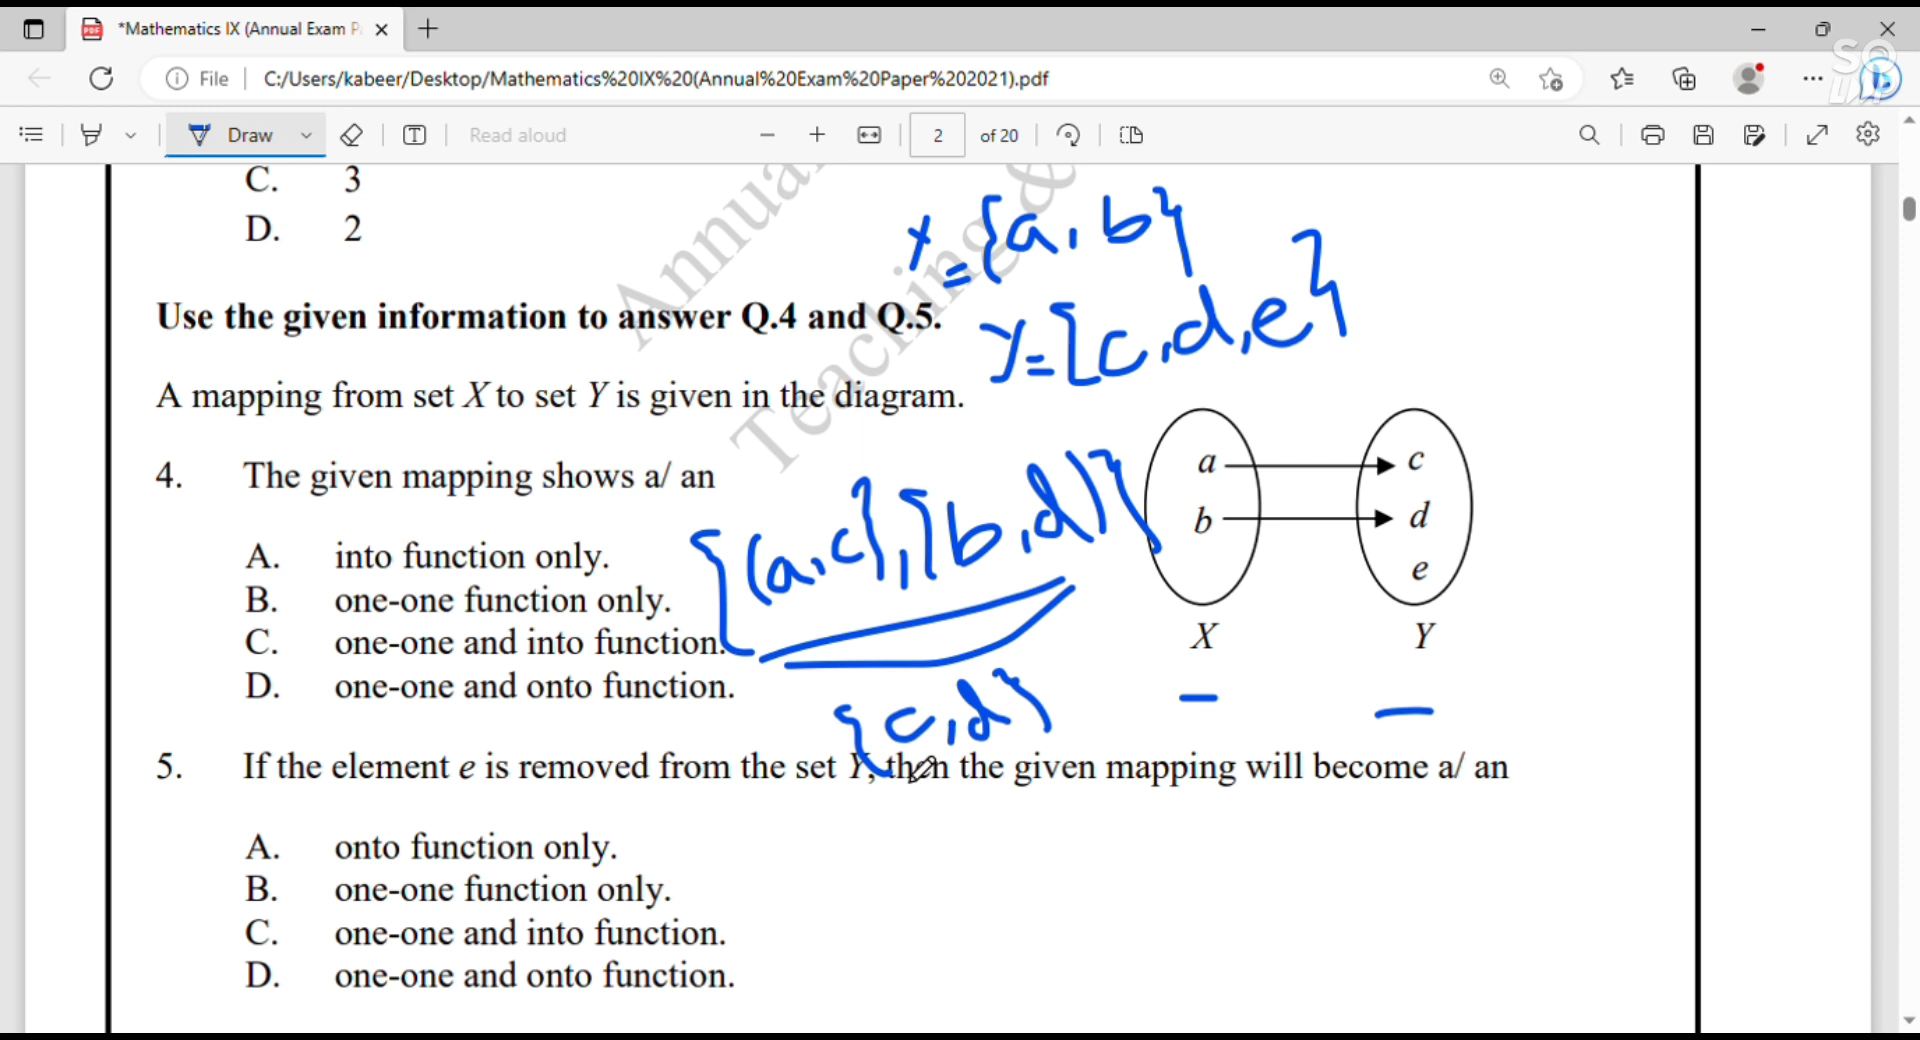 *Mathematics IX (Annual Exam P
File C:/Users/kabeer/Desktop/Mathematics%20IX%20(Annual%20Exam%20Paper%202021).pdf
Draw Read aloud 2 of 20
C. 3
D. 2
Annual
Teaching &
x = {a, b}
Use the given information to answer Q.4 and Q.5.
y = {c, d, e}
A mapping from set X to set Y is given in the diagram.
4. The given mapping shows a/ an
A. into function only.
B. one-one function only.
C. one-one and into function.
D. one-one and onto function.
{(a, c), (b, d)}
{c, d}
a c
b d
e
X Y
5. If the element e is removed from the set Y, then the given mapping will become a/ an
A. onto function only.
B. one-one function only.
C. one-one and into function.
D. one-one and onto function.